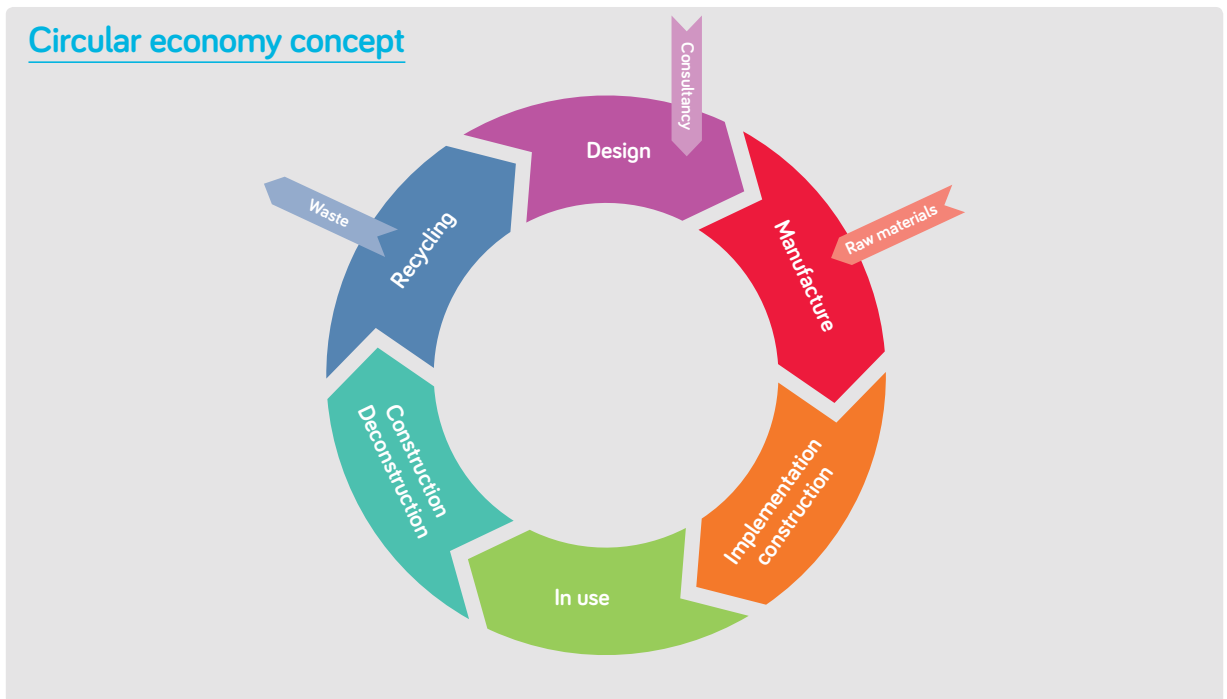 Circular economy concept
Consultancy
Design
Manufacture
Raw materials
Implementation
construction
In use
Construction
Deconstruction
Recycling
Waste